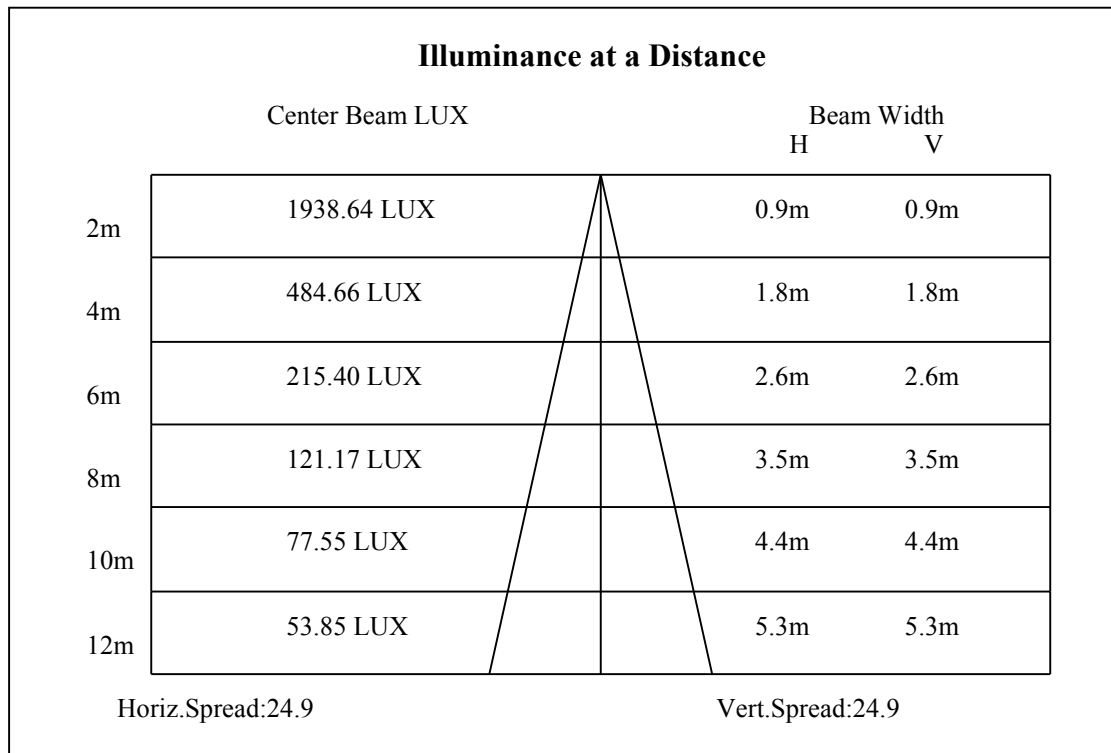 Illuminance at a Distance
Center Beam LUX Beam Width
H V
2m 1938.64 LUX 0.9m 0.9m
4m 484.66 LUX 1.8m 1.8m
6m 215.40 LUX 2.6m 2.6m
8m 121.17 LUX 3.5m 3.5m
10m 77.55 LUX 4.4m 4.4m
12m 53.85 LUX 5.3m 5.3m
Horiz.Spread:24.9 Vert.Spread:24.9